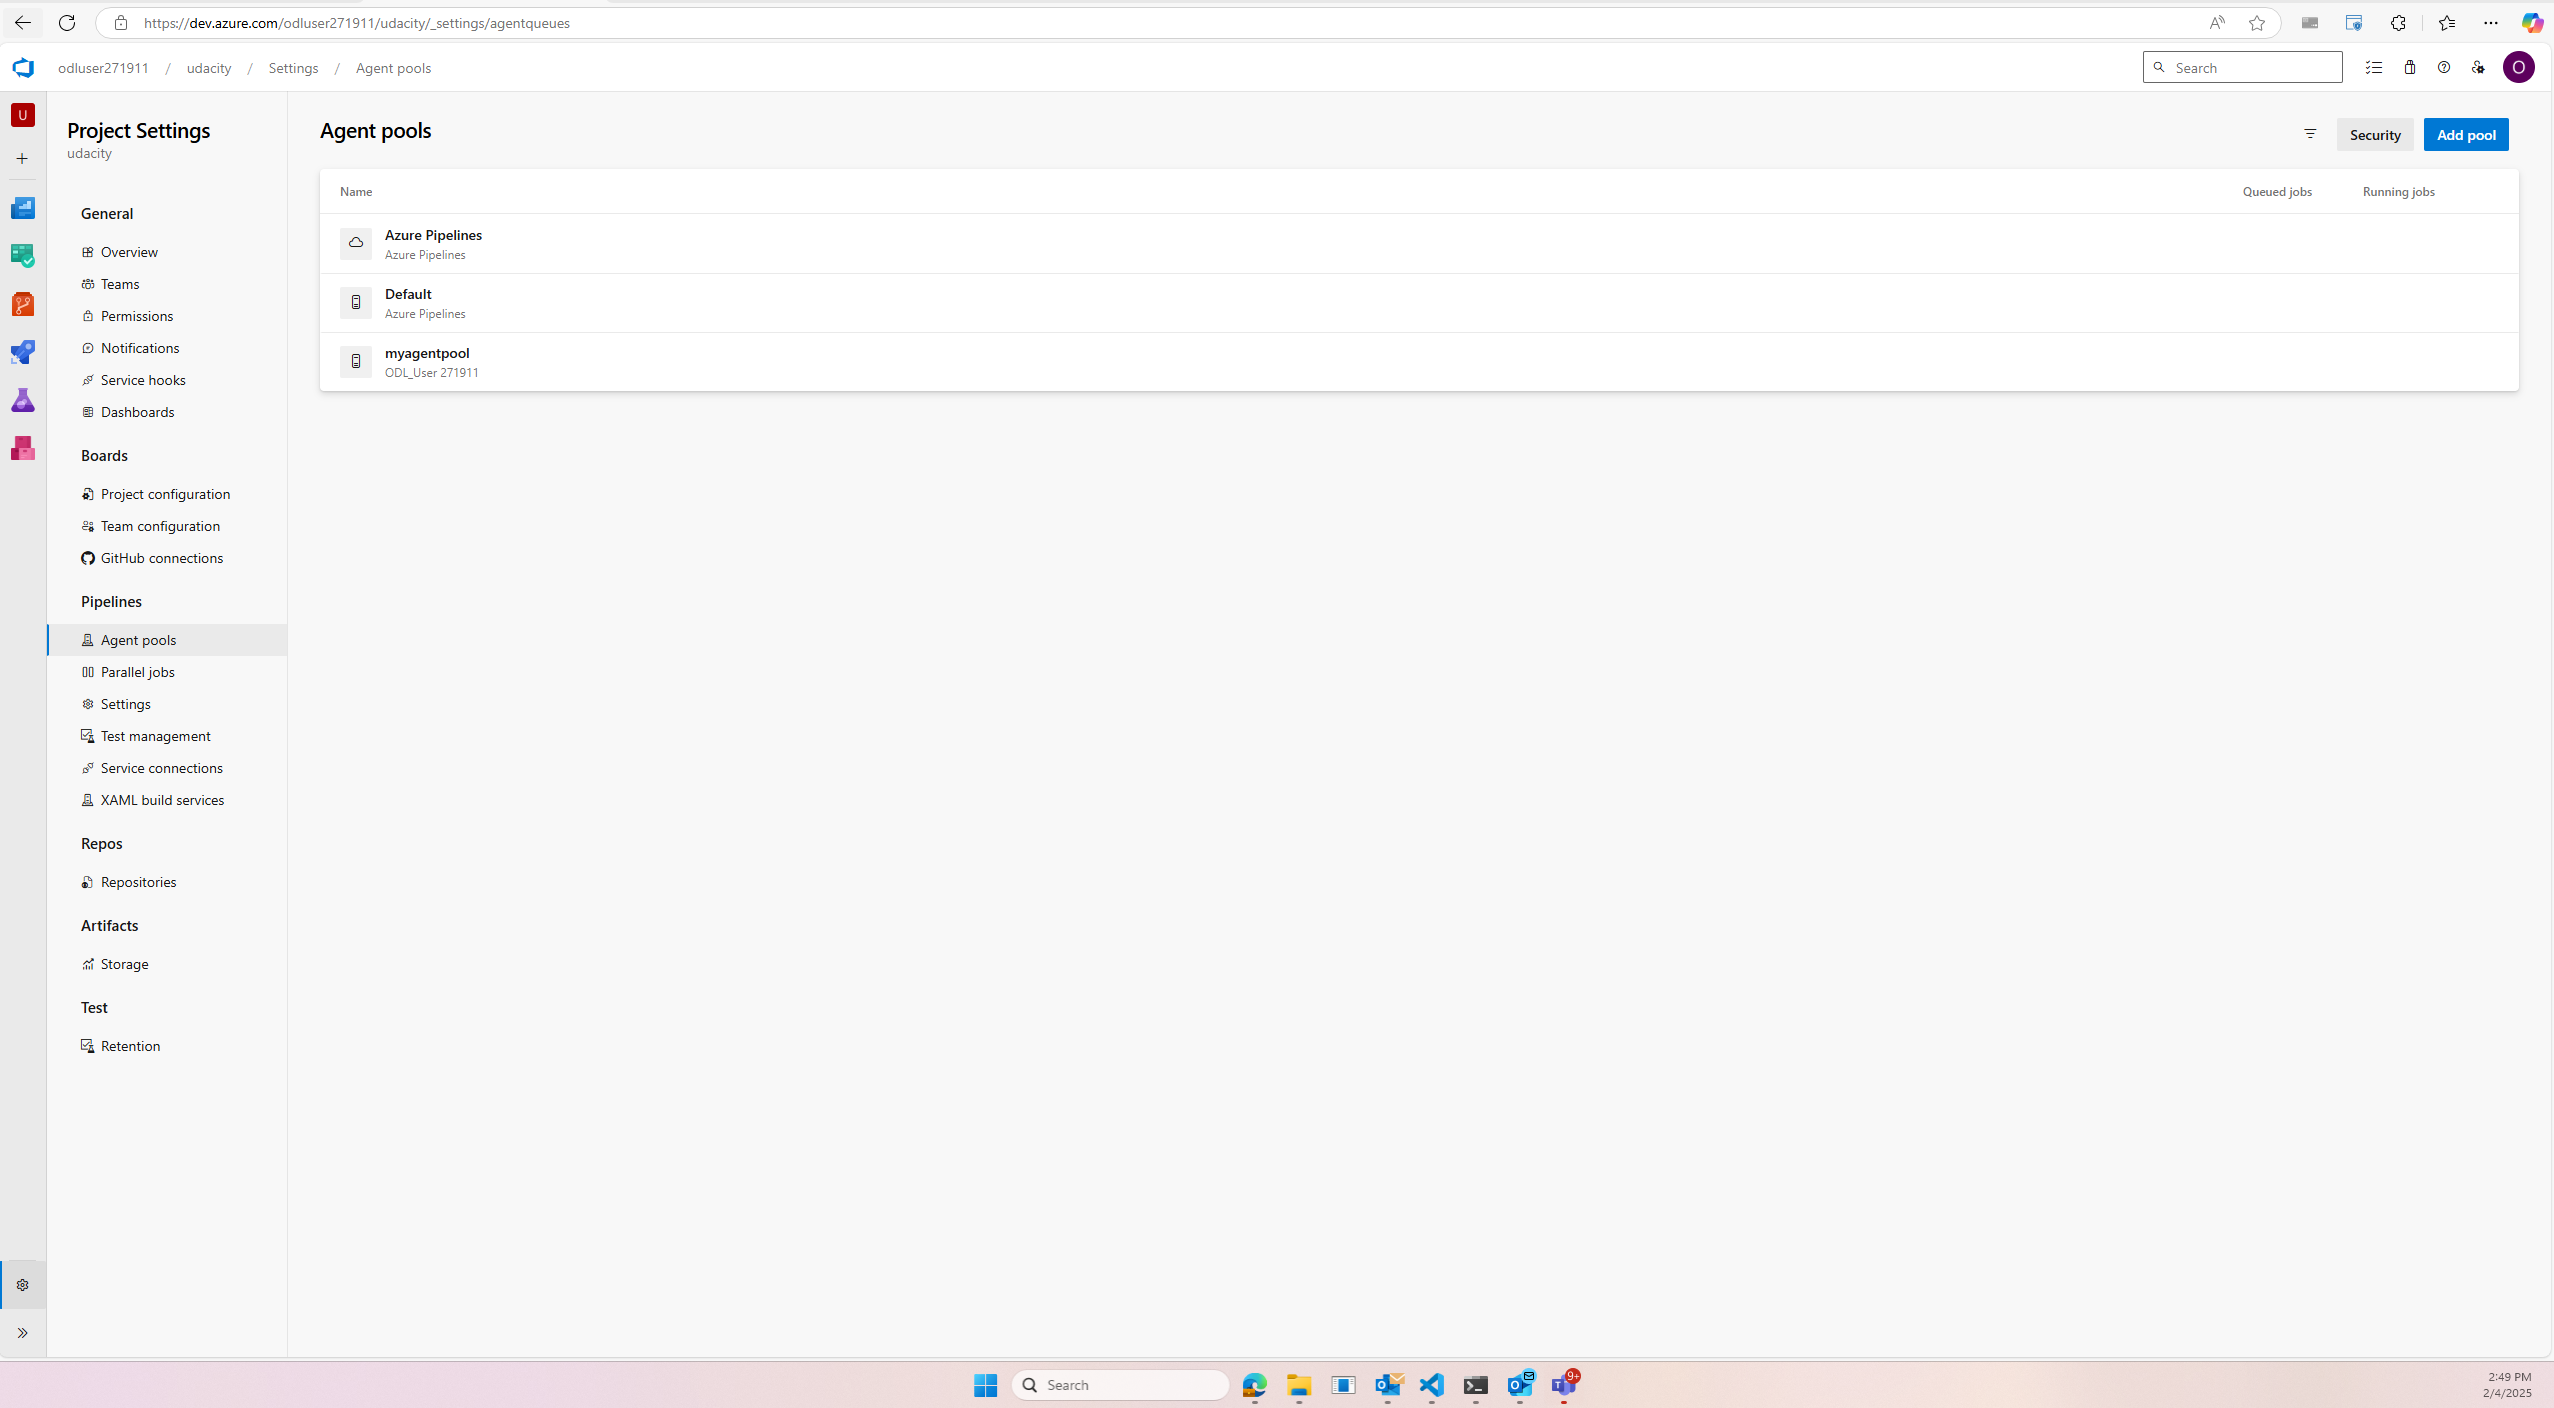 https://dev.azure.com/odluser271911/udacity/_settings/agentqueues
odluser271911 / udacity / Settings / Agent pools
Search
O
U
Project Settings
udacity
General
Overview
Teams
Permissions
Notifications
Service hooks
Dashboards
Boards
Project configuration
Team configuration
GitHub connections
Pipelines
Agent pools
Parallel jobs
Settings
Test management
Service connections
XAML build services
Repos
Repositories
Artifacts
Storage
Test
Retention
Agent pools
Security
Add pool
Name Queued jobs Running jobs
Azure Pipelines
Azure Pipelines
Default
Azure Pipelines
myagentpool
ODL_User 271911
Search
9+
2:49 PM
2/4/2025